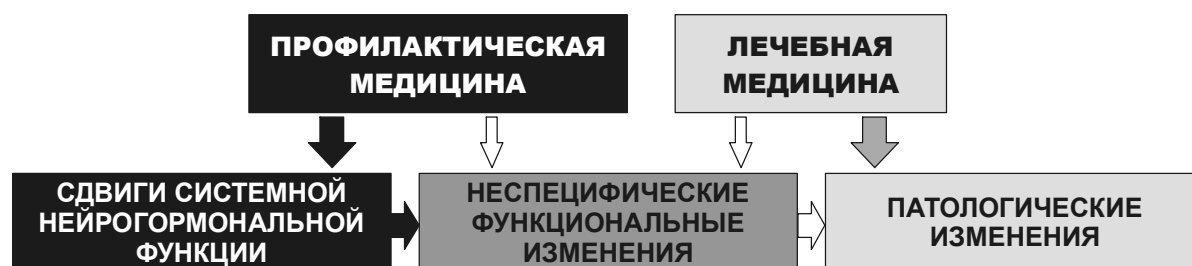 ПРОФИЛАКТИЧЕСКАЯ
МЕДИЦИНА
ЛЕЧЕБНАЯ
МЕДИЦИНА
СДВИГИ СИСТЕМНОЙ
НЕЙРОГОРМОНАЛЬНОЙ
ФУНКЦИИ
НЕСПЕЦИФИЧЕСКИЕ
ФУНКЦИОНАЛЬНЫЕ
ИЗМЕНЕНИЯ
ПАТОЛОГИЧЕСКИЕ
ИЗМЕНЕНИЯ